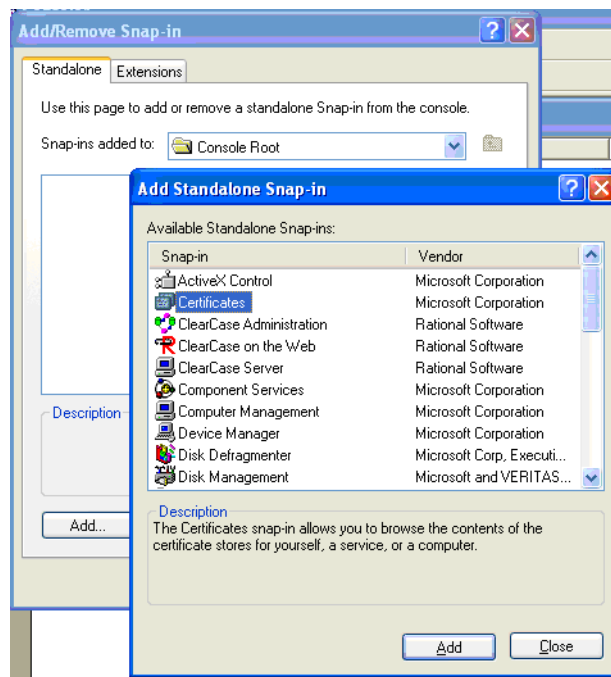 Add/Remove Snap-in
Standalone Extensions
Use this page to add or remove a standalone Snap-in from the console.
Snap-ins added to: Console Root
Add Standalone Snap-in
Available Standalone Snap-ins:
Snap-in Vendor
ActiveX Control Microsoft Corporation
Certificates Microsoft Corporation
ClearCase Administration Rational Software
ClearCase on the Web Rational Software
ClearCase Server Rational Software
Component Services Microsoft Corporation
Computer Management Microsoft Corporation
Device Manager Microsoft Corporation
Disk Defragmenter Microsoft Corp, Executi...
Disk Management Microsoft and VERITAS...
Description
Description
The Certificates snap-in allows you to browse the contents of the
certificate stores for yourself, a service, or a computer.
Add...
Add Close